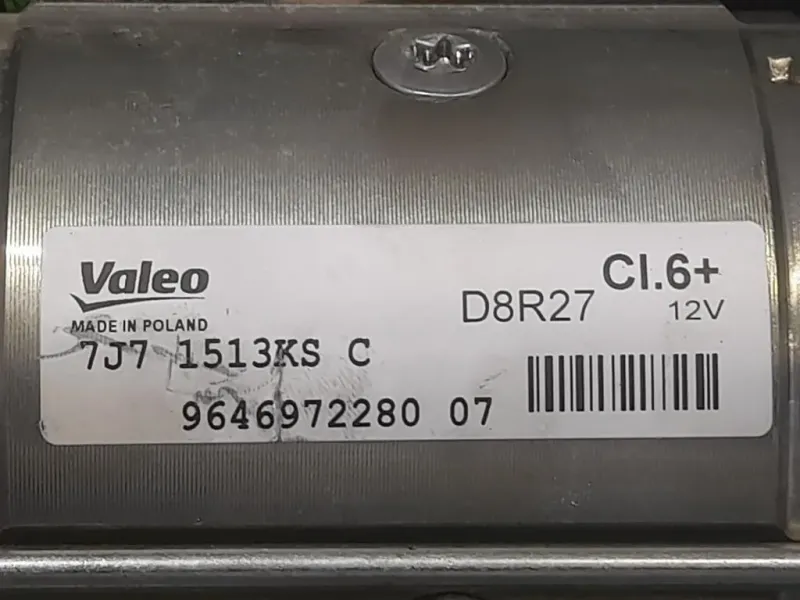 Valeo
MADE IN POLAND
D8R27
Cl.6+
12V
7J7 1513KS C
9646972280 07